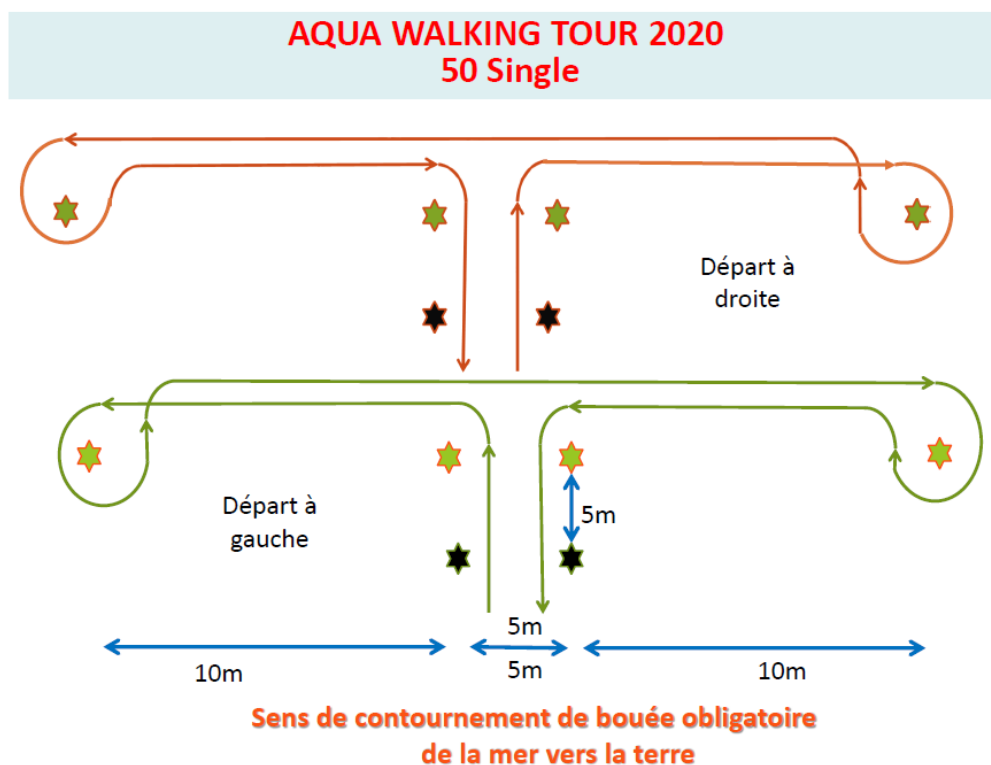 AQUA WALKING TOUR 2020
50 Single
Départ à
droite
Départ à
gauche
5m
5m
10m
5m
10m
Sens de contournement de bouée obligatoire
de la mer vers la terre